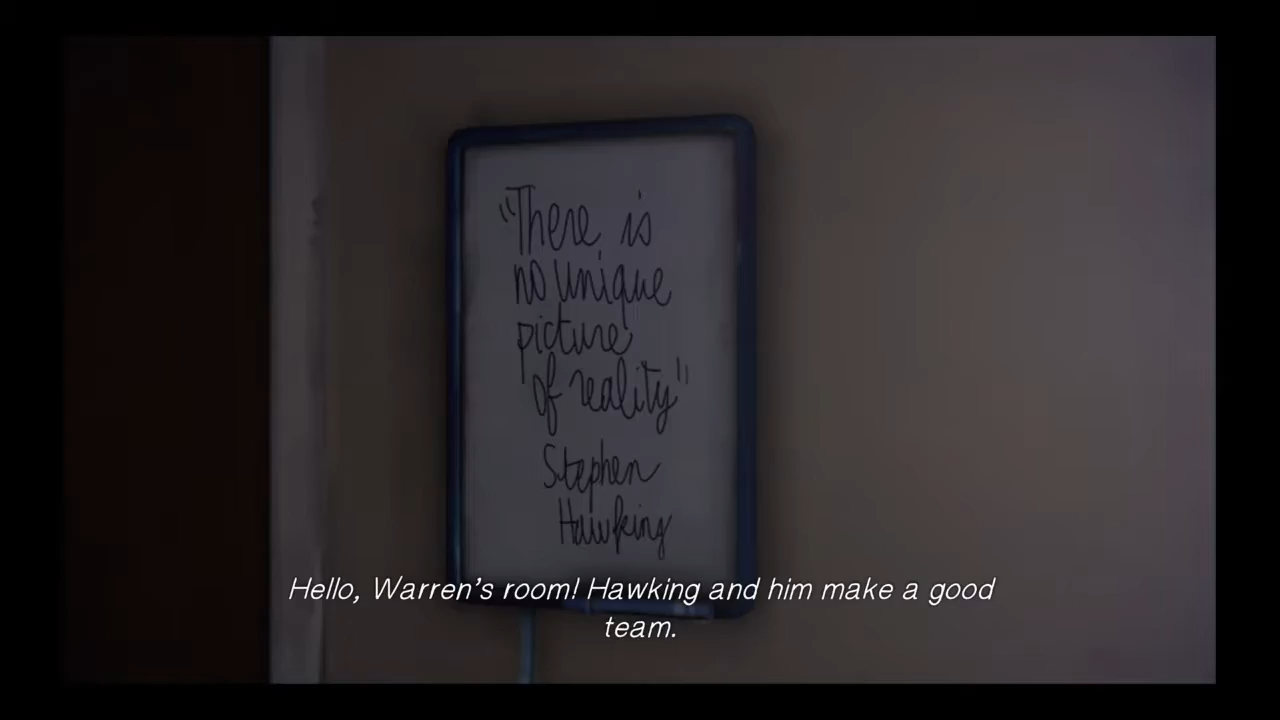 "There is
no unique
picture
of reality"
Stephen
Hawking
Hello, Warren's room! Hawking and him make a good
team.